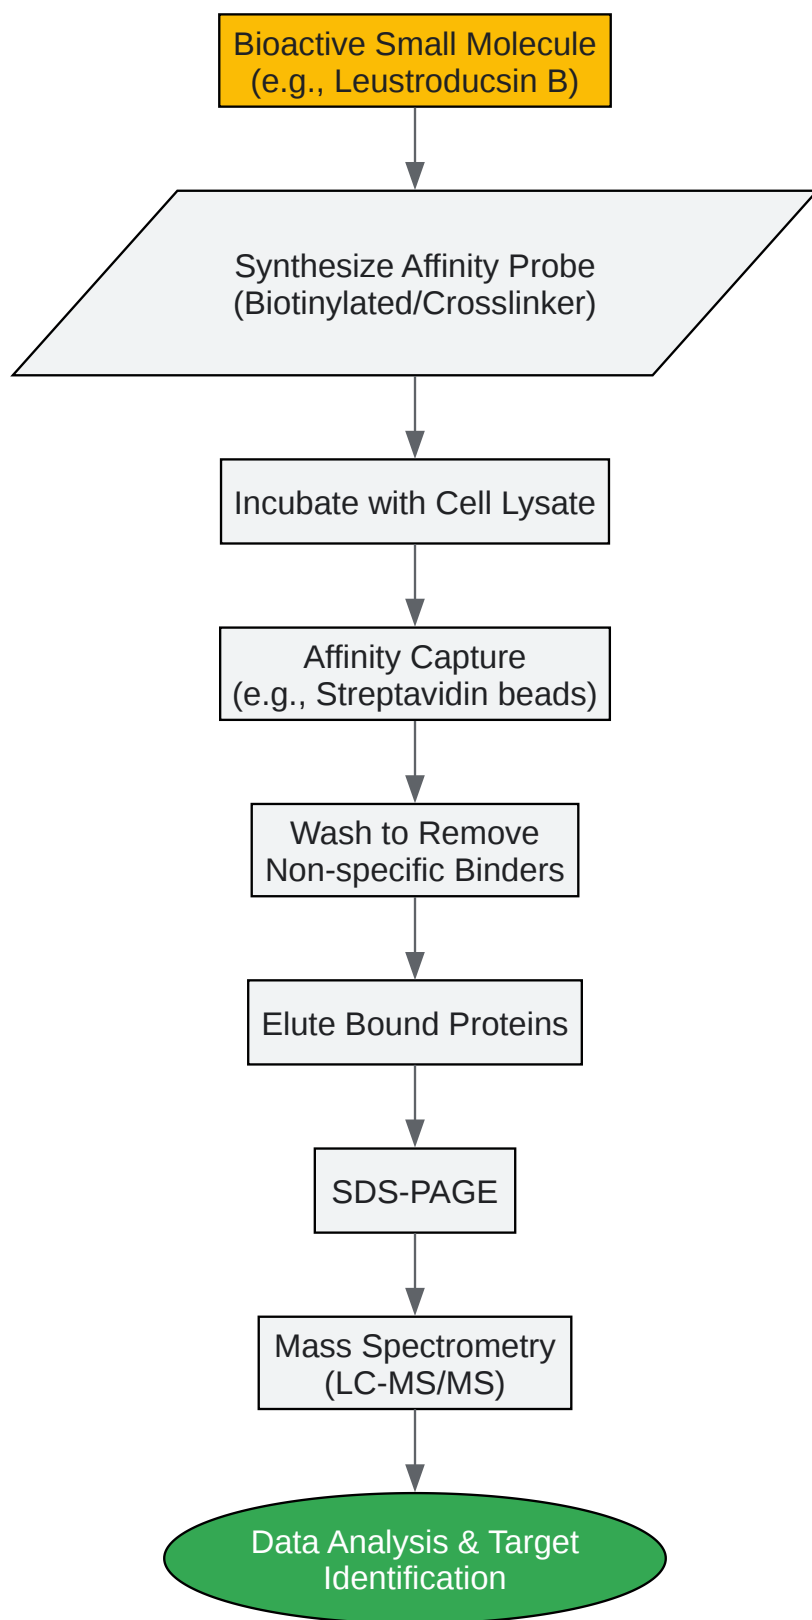 Bioactive Small Molecule
(e.g., Leustroducsin B)
Synthesize Affinity Probe
(Biotinylated/Crosslinker)
Incubate with Cell Lysate
Affinity Capture
(e.g., Streptavidin beads)
Wash to Remove
Non-specific Binders
Elute Bound Proteins
SDS-PAGE
Mass Spectrometry
(LC-MS/MS)
Data Analysis & Target
Identification